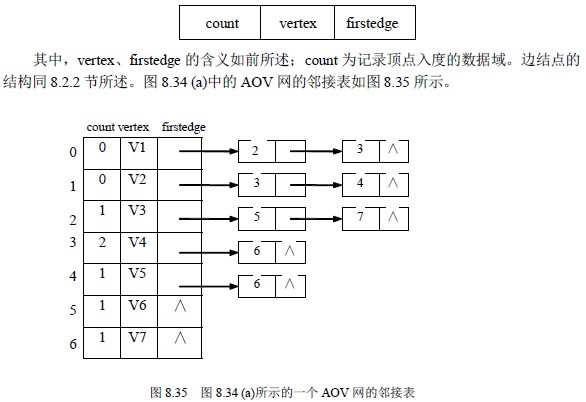 count vertex firstedge
其中，vertex、firstedge 的含义如前所述；count 为记录顶点入度的数据域。边结点的
结构同 8.2.2 节所述。图 8.34 (a)中的 AOV 网的邻接表如图 8.35 所示。
count vertex firstedge
0 0 V1 2 3 ∧
1 0 V2 3 4 ∧
2 1 V3 5 7 ∧
3 2 V4 6 ∧
4 1 V5 6 ∧
5 1 V6 ∧
6 1 V7 ∧
图 8.35 图 8.34 (a)所示的一个 AOV 网的邻接表